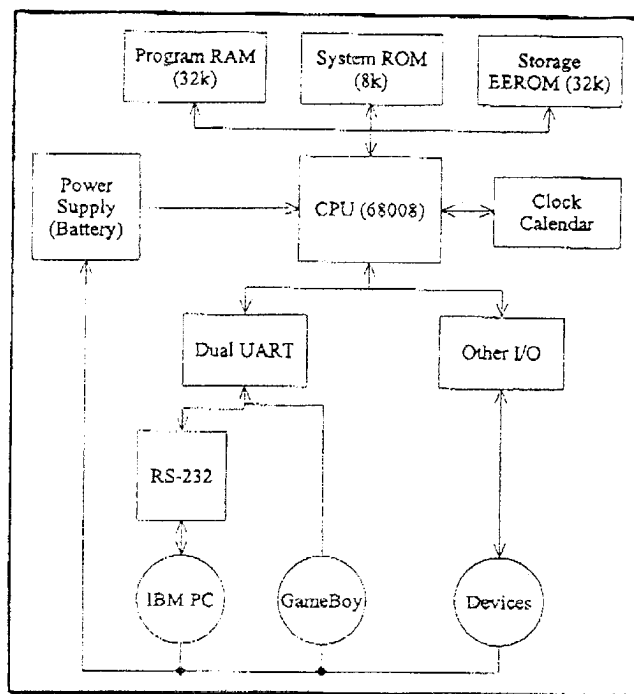 Program RAM
(32k)
System ROM
(8k)
Storage
EEROM (32k)
Power
Supply
(Battery)
CPU (68008)
Clock
Calendar
Dual UART
Other I/O
RS-232
IBM PC
GameBoy
Devices